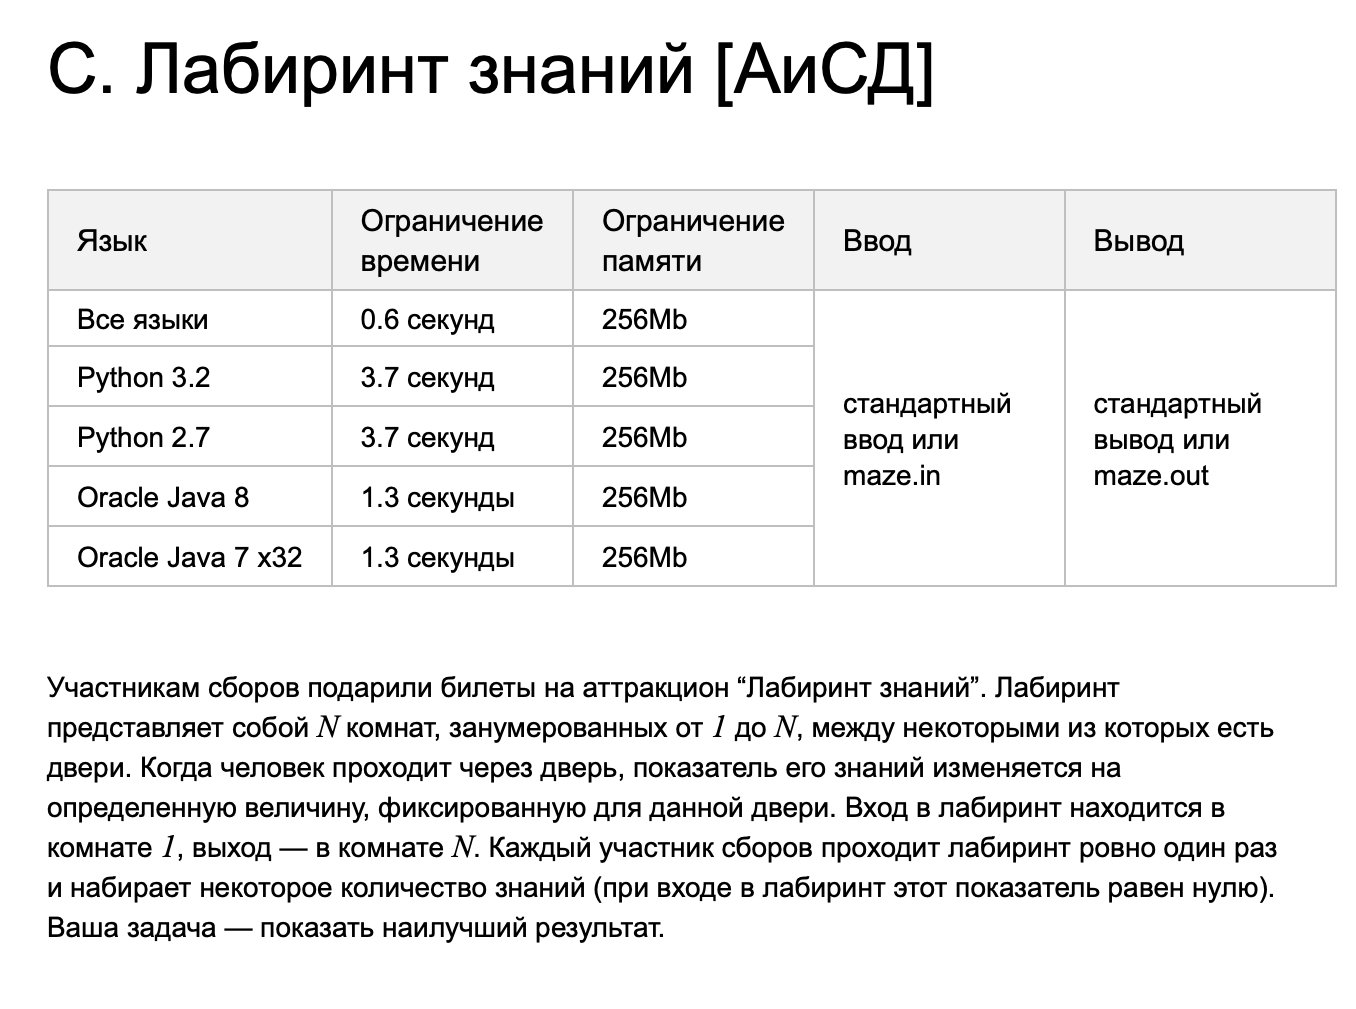 C. Лабиринт знаний [АиСД]
Язык
Ограничение
времени
Ограничение
памяти
Ввод
Вывод
Все языки
0.6 секунд
256Mb
Python 3.2
3.7 секунд
256Mb
Python 2.7
3.7 секунд
256Mb
Oracle Java 8
1.3 секунды
256Mb
Oracle Java 7 x32
1.3 секунды
256Mb
стандартный
ввод или
maze.in
стандартный
вывод или
maze.out
Участникам сборов подарили билеты на аттракцион “Лабиринт знаний”. Лабиринт
представляет собой N комнат, занумерованных от 1 до N, между некоторыми из которых есть
двери. Когда человек проходит через дверь, показатель его знаний изменяется на
определенную величину, фиксированную для данной двери. Вход в лабиринт находится в
комнате 1, выход — в комнате N. Каждый участник сборов проходит лабиринт ровно один раз
и набирает некоторое количество знаний (при входе в лабиринт этот показатель равен нулю).
Ваша задача — показать наилучший результат.